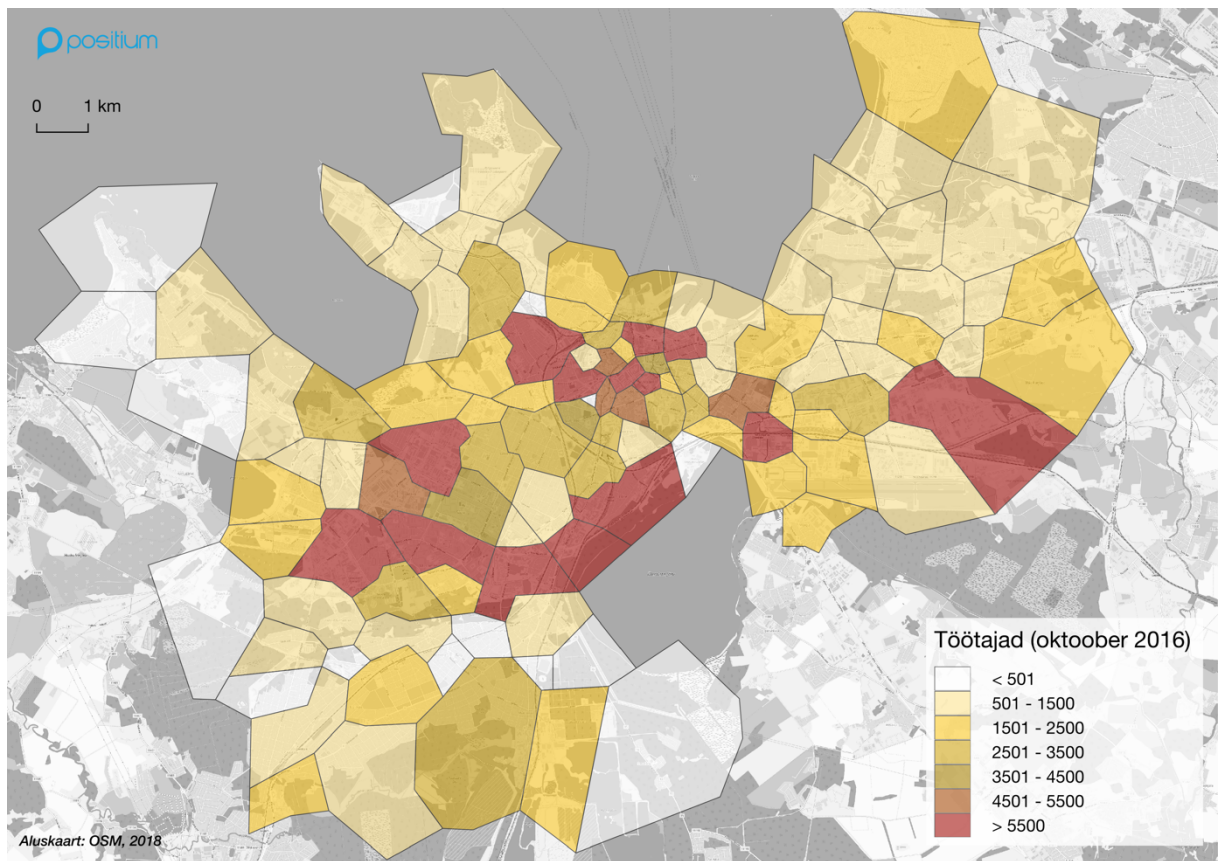 positium
0 1 km
Töötajad (oktoober 2016)
< 501
501 - 1500
1501 - 2500
2501 - 3500
3501 - 4500
4501 - 5500
> 5500
Aluskaart: OSM, 2018